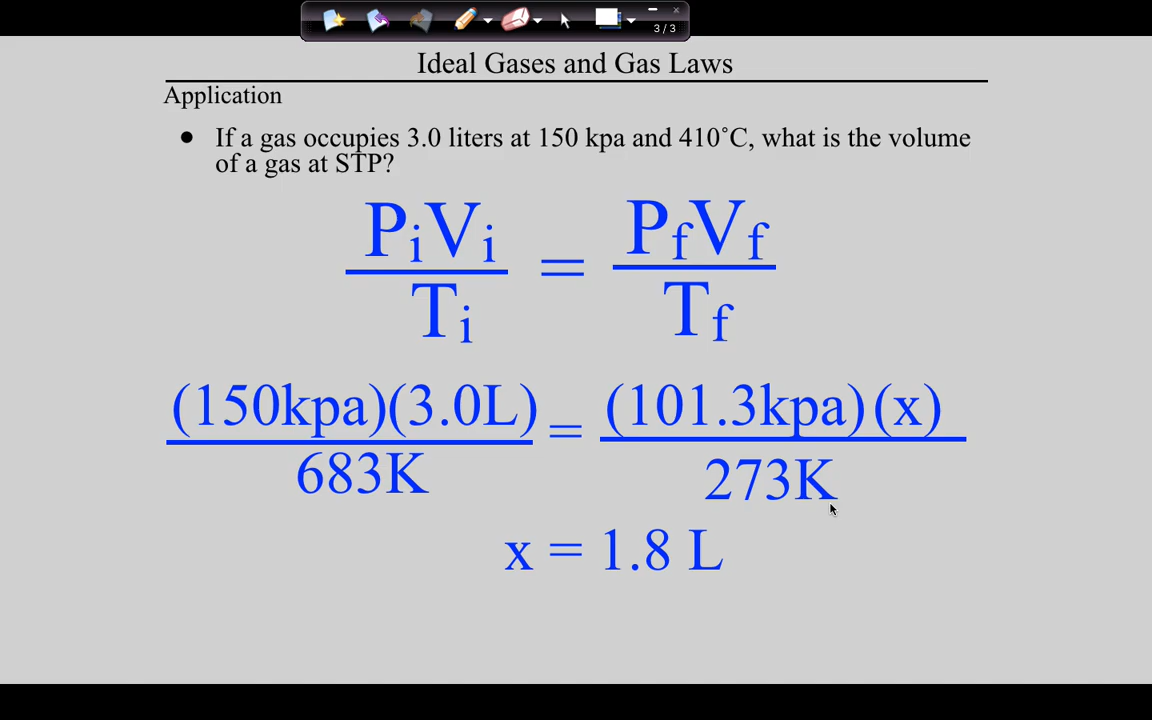 3 / 3
Ideal Gases and Gas Laws
Application
● If a gas occupies 3.0 liters at 150 kpa and 410˚C, what is the volume
of a gas at STP?
PᵢVᵢ / Tᵢ = P_fV_f / T_f
(150kpa)(3.0L) / 683K = (101.3kpa)(x) / 273K
x = 1.8 L